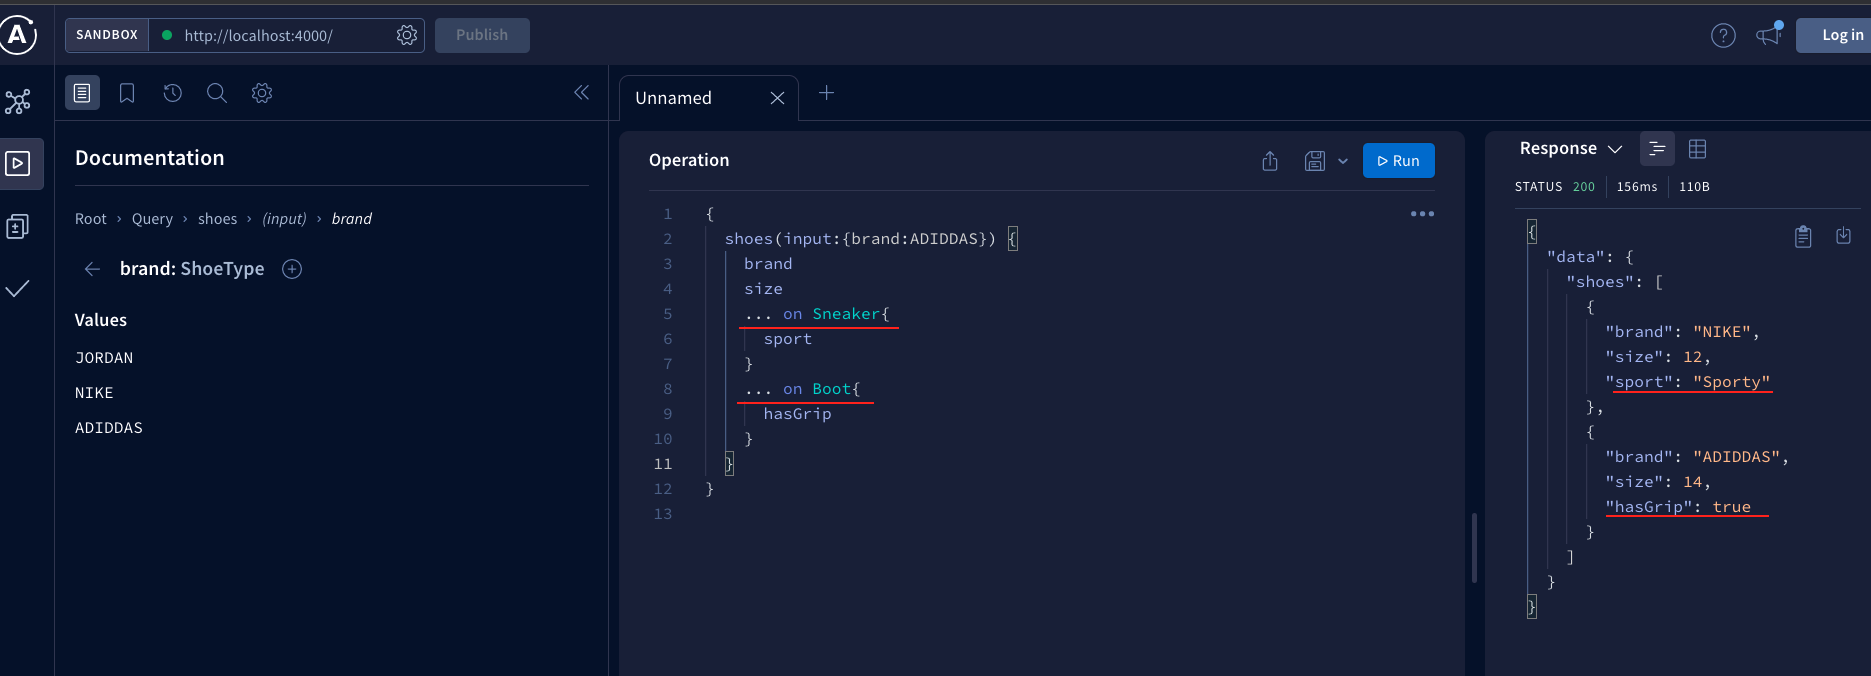 SANDBOX http://localhost:4000/ Publish Log in
Unnamed
Documentation
Root › Query › shoes › (input) › brand
brand: ShoeType
Values
JORDAN
NIKE
ADIDDAS
Operation
Run
1 {
2 shoes(input:{brand:ADIDDAS}) {
3 brand
4 size
5 ... on Sneaker{
6 sport
7 }
8 ... on Boot{
9 hasGrip
10 }
11 }
12 }
13
Response
STATUS 200 156ms 110B
{
"data": {
"shoes": [
{
"brand": "NIKE",
"size": 12,
"sport": "Sporty"
},
{
"brand": "ADIDDAS",
"size": 14,
"hasGrip": true
}
]
}
}